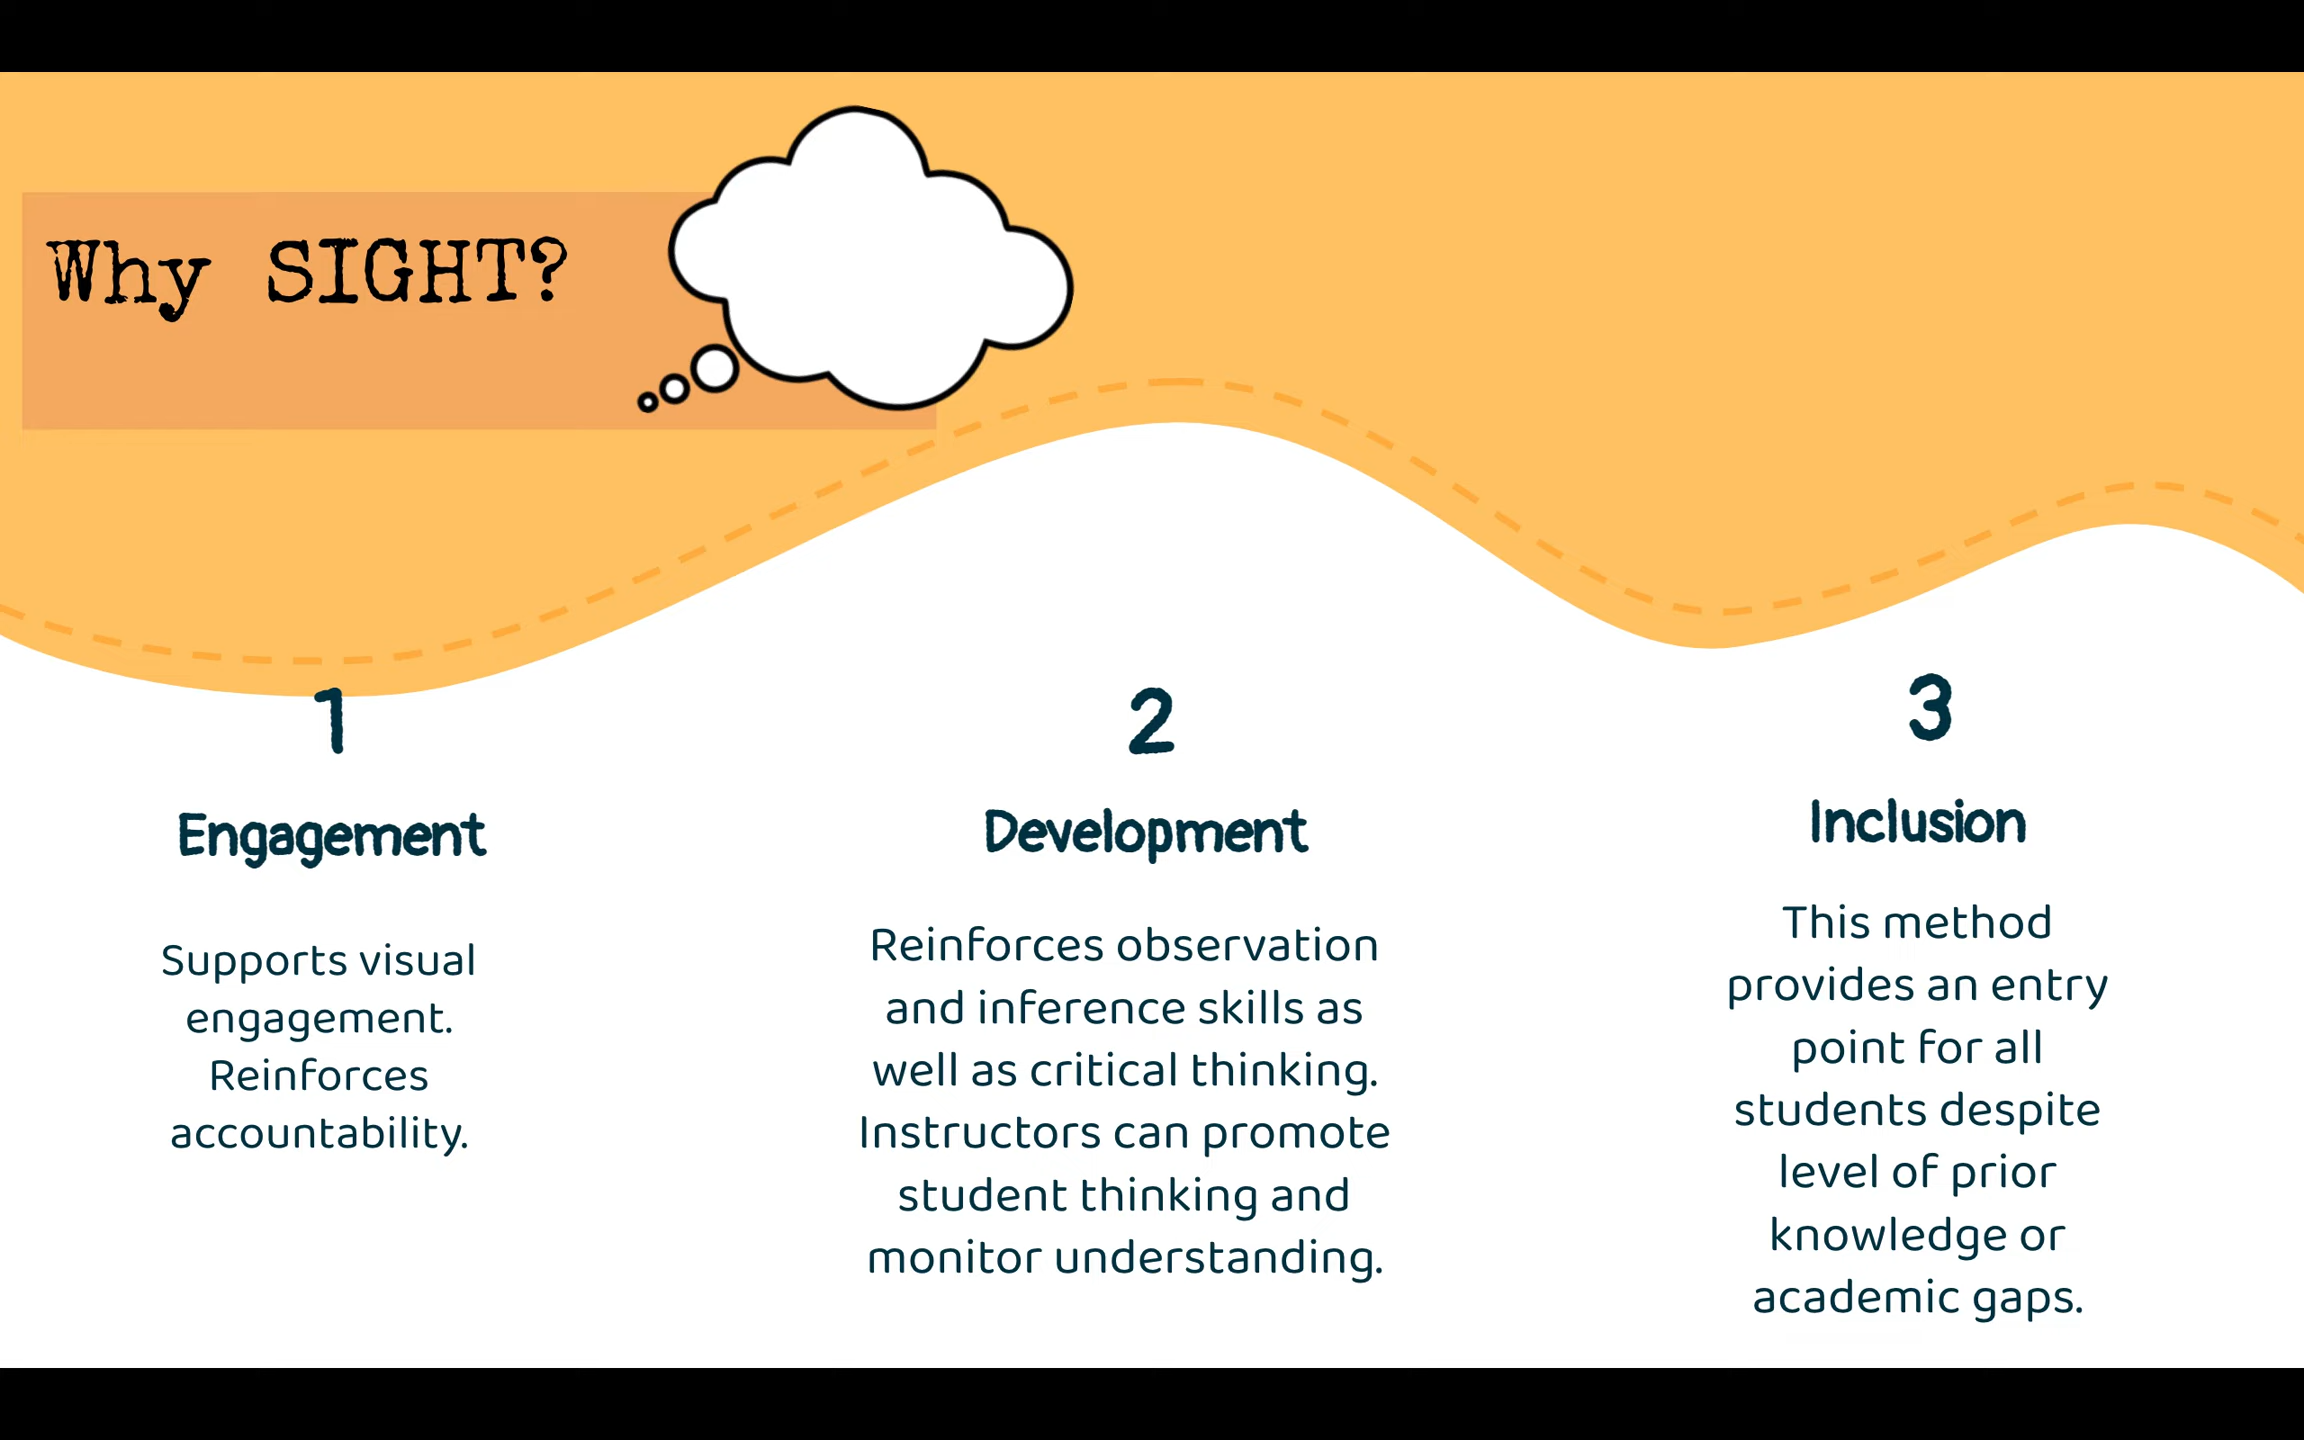 Why SIGHT?
1
Engagement
Supports visual
engagement.
Reinforces
accountability.
2
Development
Reinforces observation
and inference skills as
well as critical thinking.
Instructors can promote
student thinking and
monitor understanding.
3
Inclusion
This method
provides an entry
point for all
students despite
level of prior
knowledge or
academic gaps.